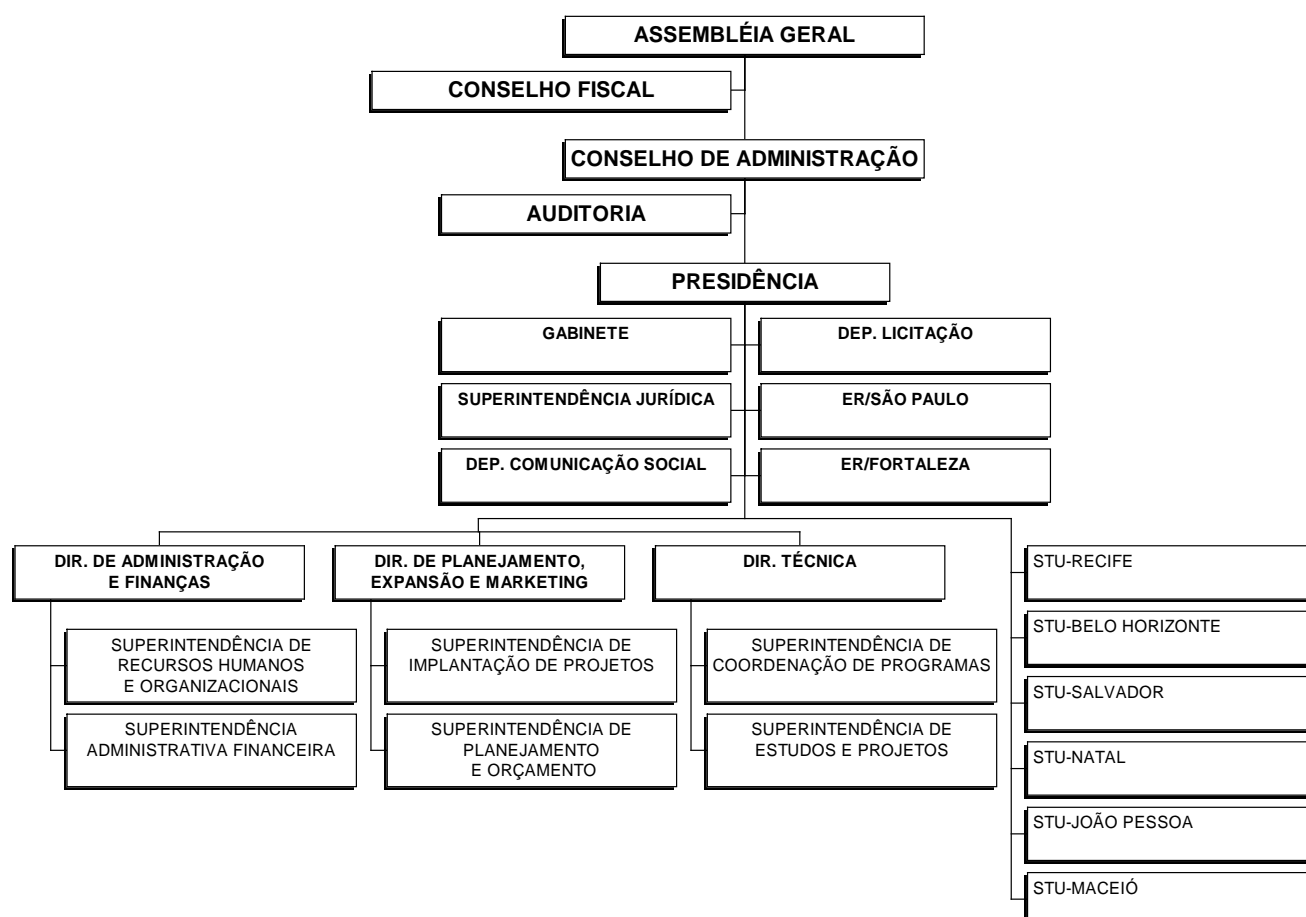 ASSEMBLÉIA GERAL
CONSELHO FISCAL
CONSELHO DE ADMINISTRAÇÃO
AUDITORIA
PRESIDÊNCIA
GABINETE
DEP. LICITAÇÃO
SUPERINTENDÊNCIA JURÍDICA
ER/SÃO PAULO
DEP. COMUNICAÇÃO SOCIAL
ER/FORTALEZA
DIR. DE ADMINISTRAÇÃO
E FINANÇAS
SUPERINTENDÊNCIA DE
RECURSOS HUMANOS
E ORGANIZACIONAIS
SUPERINTENDÊNCIA
ADMINISTRATIVA FINANCEIRA
DIR. DE PLANEJAMENTO,
EXPANSÃO E MARKETING
SUPERINTENDÊNCIA DE
IMPLANTAÇÃO DE PROJETOS
SUPERINTENDÊNCIA DE
PLANEJAMENTO
E ORÇAMENTO
DIR. TÉCNICA
SUPERINTENDÊNCIA DE
COORDENAÇÃO DE PROGRAMAS
SUPERINTENDÊNCIA DE
ESTUDOS E PROJETOS
STU-RECIFE
STU-BELO HORIZONTE
STU-SALVADOR
STU-NATAL
STU-JOÃO PESSOA
STU-MACEIÓ